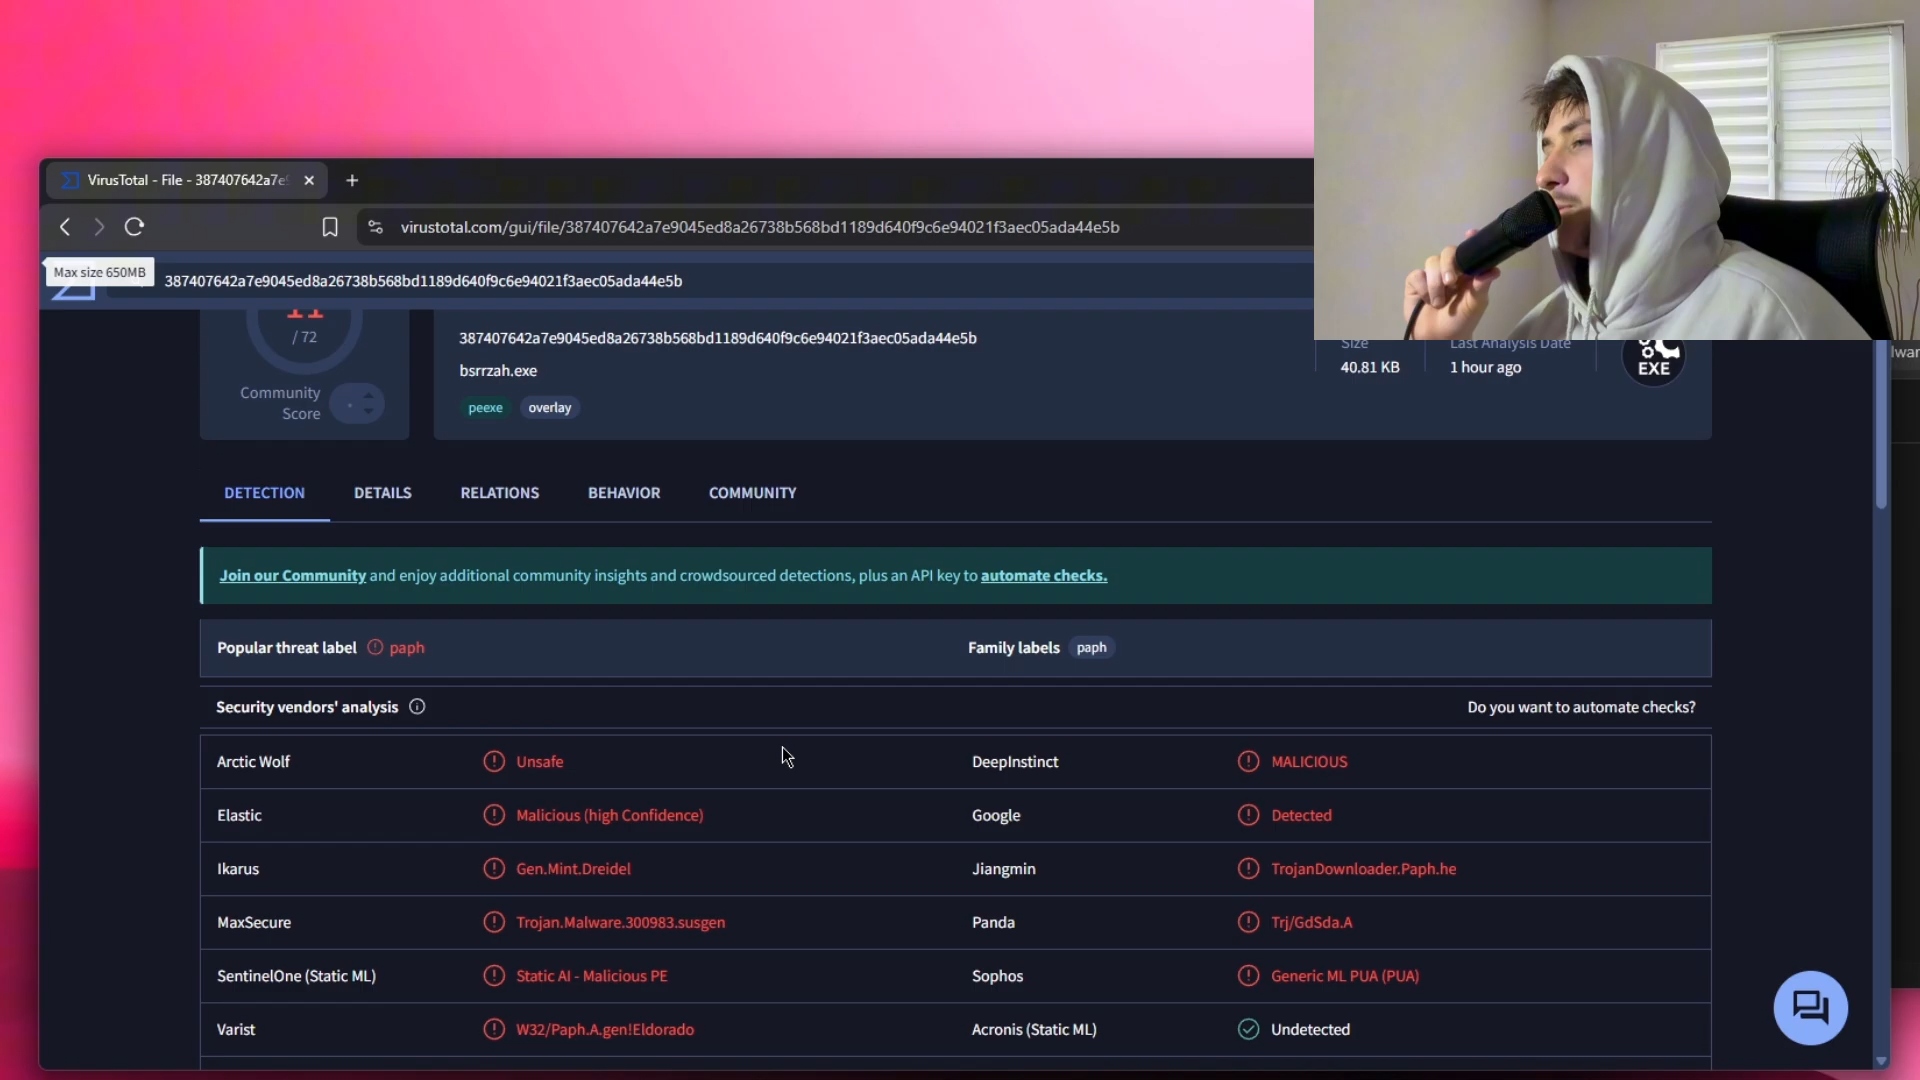 VirusTotal - File - 387407642a7e
virustotal.com/gui/file/387407642a7e9045ed8a26738b568bd1189d640f9c6e94021f3aec05ada44e5b
Max size 650MB
387407642a7e9045ed8a26738b568bd1189d640f9c6e94021f3aec05ada44e5b
11
/ 72
Community
Score
387407642a7e9045ed8a26738b568bd1189d640f9c6e94021f3aec05ada44e5b
bsrrzah.exe
peexe
overlay
Size
40.81 KB
Last Analysis Date
1 hour ago
EXE
DETECTION
DETAILS
RELATIONS
BEHAVIOR
COMMUNITY
Join our Community and enjoy additional community insights and crowdsourced detections, plus an API key to automate checks.
Popular threat label
paph
Family labels
paph
Security vendors' analysis
Do you want to automate checks?
Arctic Wolf
Unsafe
DeepInstinct
MALICIOUS
Elastic
Malicious (high Confidence)
Google
Detected
Ikarus
Gen.Mint.Dreidel
Jiangmin
TrojanDownloader.Paph.he
MaxSecure
Trojan.Malware.300983.susgen
Panda
Trj/GdSda.A
SentinelOne (Static ML)
Static AI - Malicious PE
Sophos
Generic ML PUA (PUA)
Varist
W32/Paph.A.gen!Eldorado
Acronis (Static ML)
Undetected